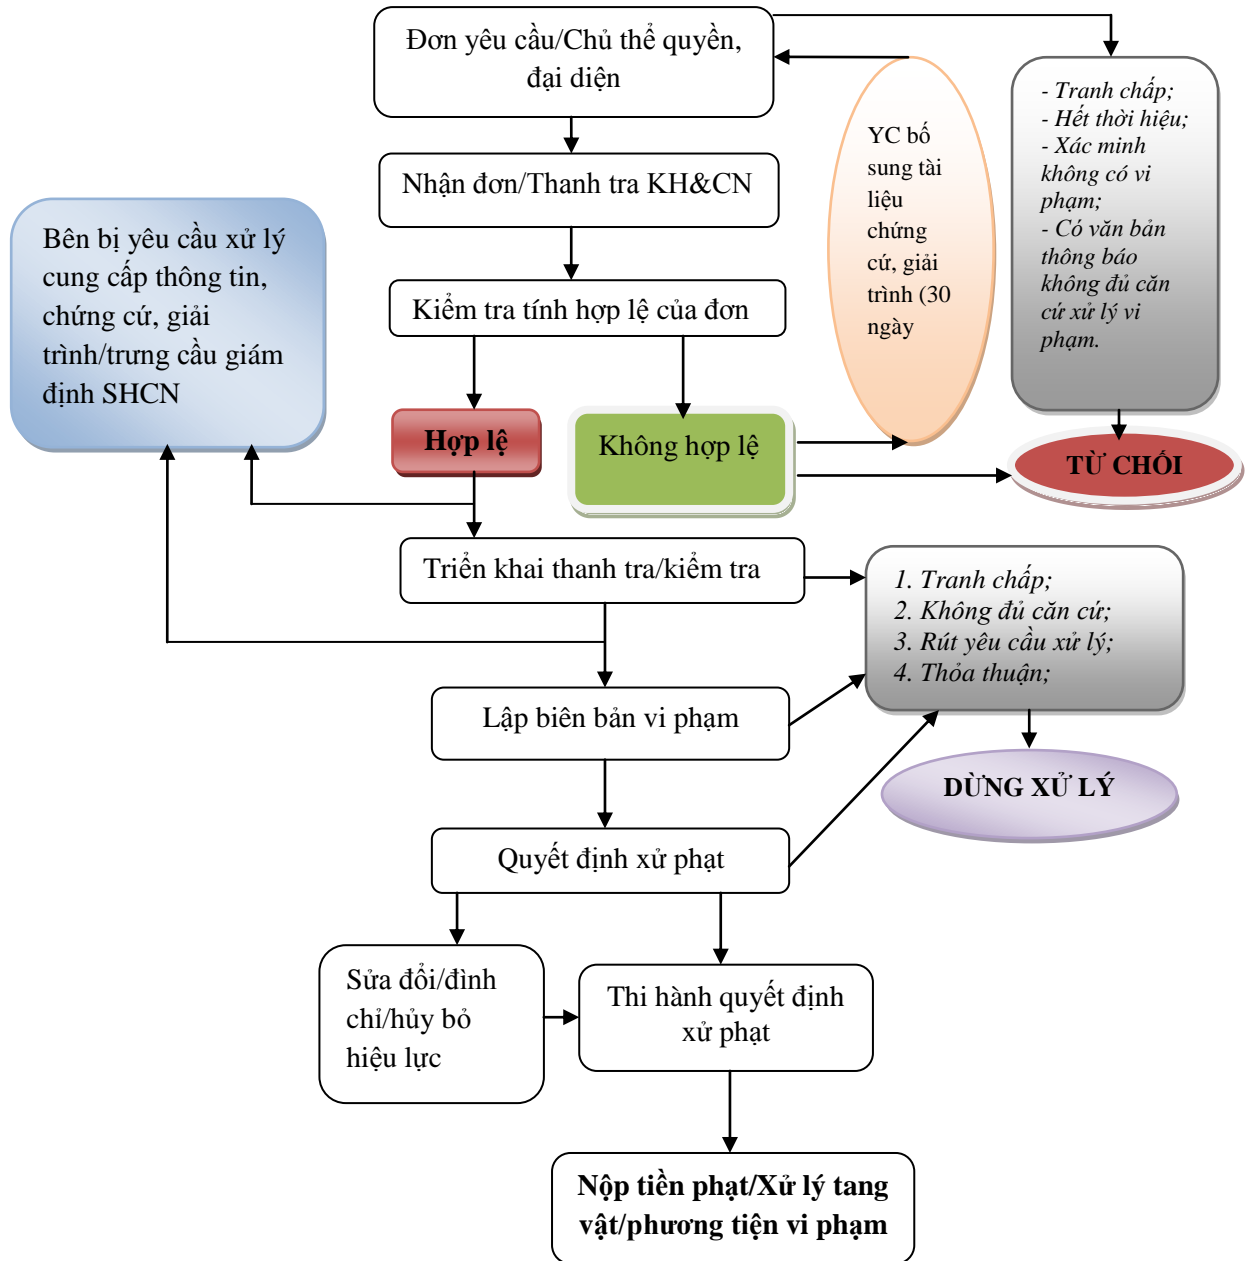 Đơn yêu cầu/Chủ thể quyền,
đại diện
Nhận đơn/Thanh tra KH&CN
Kiểm tra tính hợp lệ của đơn
YC bố
sung tài
liệu
chứng
cứ, giải
trình (30
ngày
- Tranh chấp;
- Hết thời hiệu;
- Xác minh
không có vi
phạm;
- Có văn bản
thông báo
không đủ căn
cứ xử lý vi
phạm.
Bên bị yêu cầu xử lý
cung cấp thông tin,
chứng cứ, giải
trình/trưng cầu giám
định SHCN
Hợp lệ
Không hợp lệ
TỪ CHỐI
Triển khai thanh tra/kiểm tra
1. Tranh chấp;
2. Không đủ căn cứ;
3. Rút yêu cầu xử lý;
4. Thỏa thuận;
Lập biên bản vi phạm
DỪNG XỬ LÝ
Quyết định xử phạt
Sửa đổi/đình
chỉ/hủy bỏ
hiệu lực
Thi hành quyết định
xử phạt
Nộp tiền phạt/Xử lý tang
vật/phương tiện vi phạm